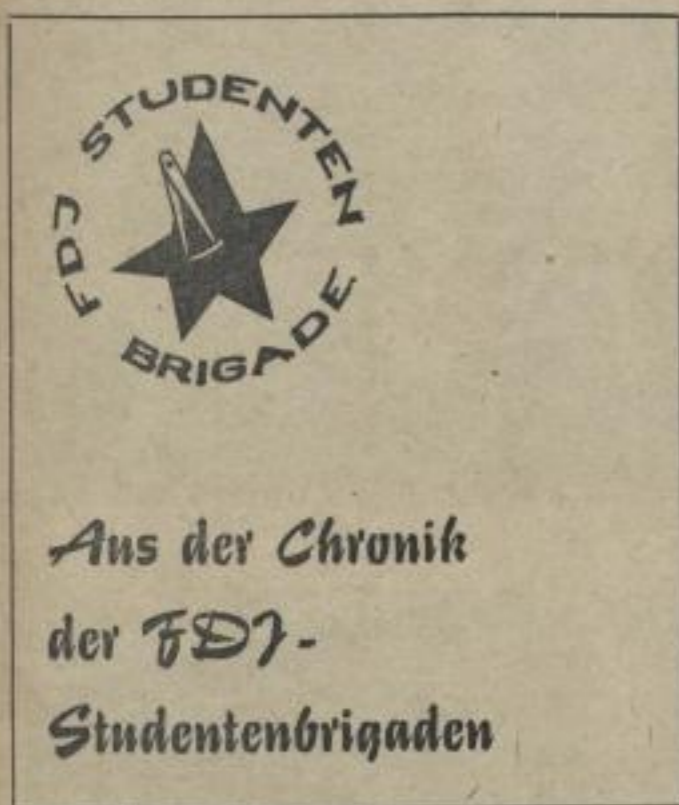 FDJ STUDENTEN
BRIGADE
Aus der Chronik
der FDJ-
Studentenbrigaden